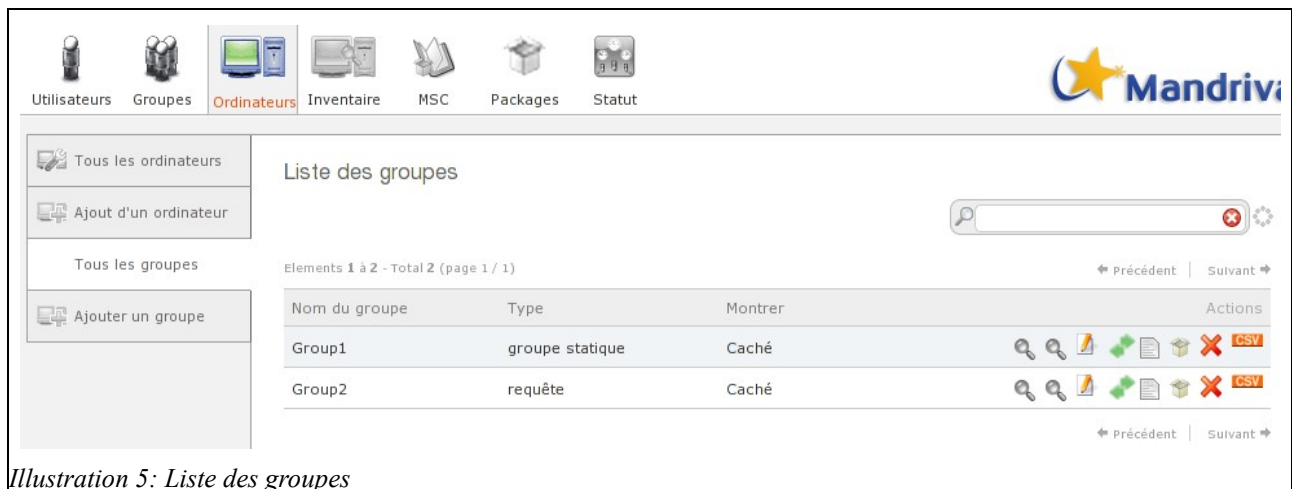 Utilisateurs Groupes Ordinateurs Inventaire MSC Packages Statut
Mandriva
Tous les ordinateurs
Ajout d'un ordinateur
Tous les groupes
Ajouter un groupe
Liste des groupes
Elements 1 à 2 - Total 2 (page 1 / 1)
Précédent | Suivant
Nom du groupe Type Montrer Actions
Group1 groupe statique Caché CSV
Group2 requête Caché CSV
Précédent | Suivant
Illustration 5: Liste des groupes